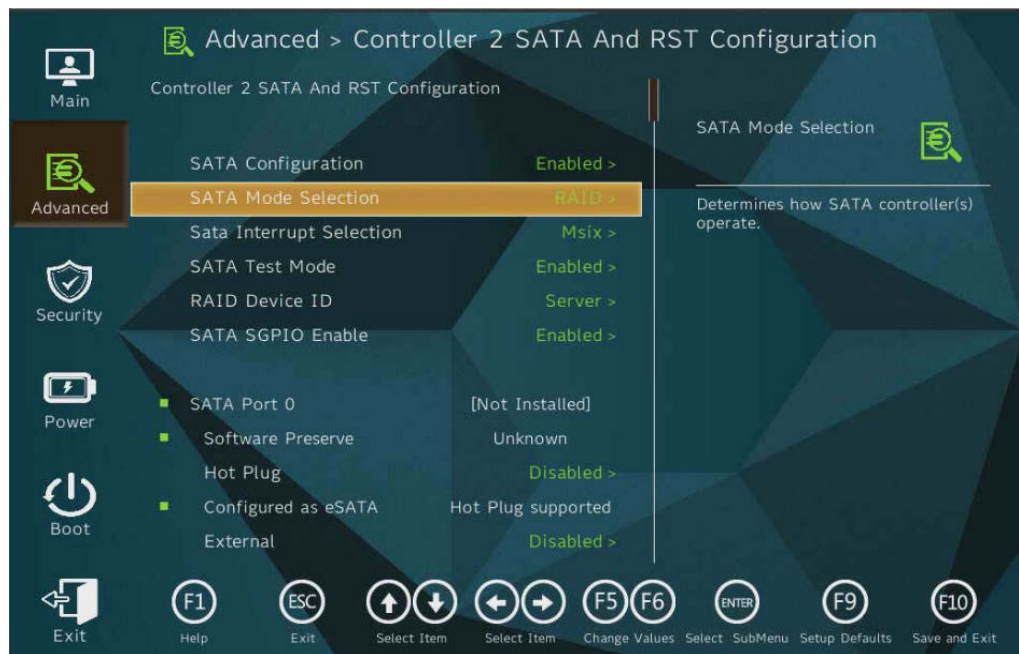 Advanced > Controller 2 SATA And RST Configuration
Main
Advanced
Security
Power
Boot
Exit
Controller 2 SATA And RST Configuration
SATA Configuration Enabled >
SATA Mode Selection RAID >
Sata Interrupt Selection Msix >
SATA Test Mode Enabled >
RAID Device ID Server >
SATA SGPIO Enable Enabled >
SATA Port 0 [Not Installed]
Software Preserve Unknown
Hot Plug Disabled >
Configured as eSATA Hot Plug supported
External Disabled >
SATA Mode Selection
Determines how SATA controller(s)
operate.
F1 ESC F5 F6 ENTER F9 F10
Help Exit Select Item Select Item Change Values Select SubMenu Setup Defaults Save and Exit